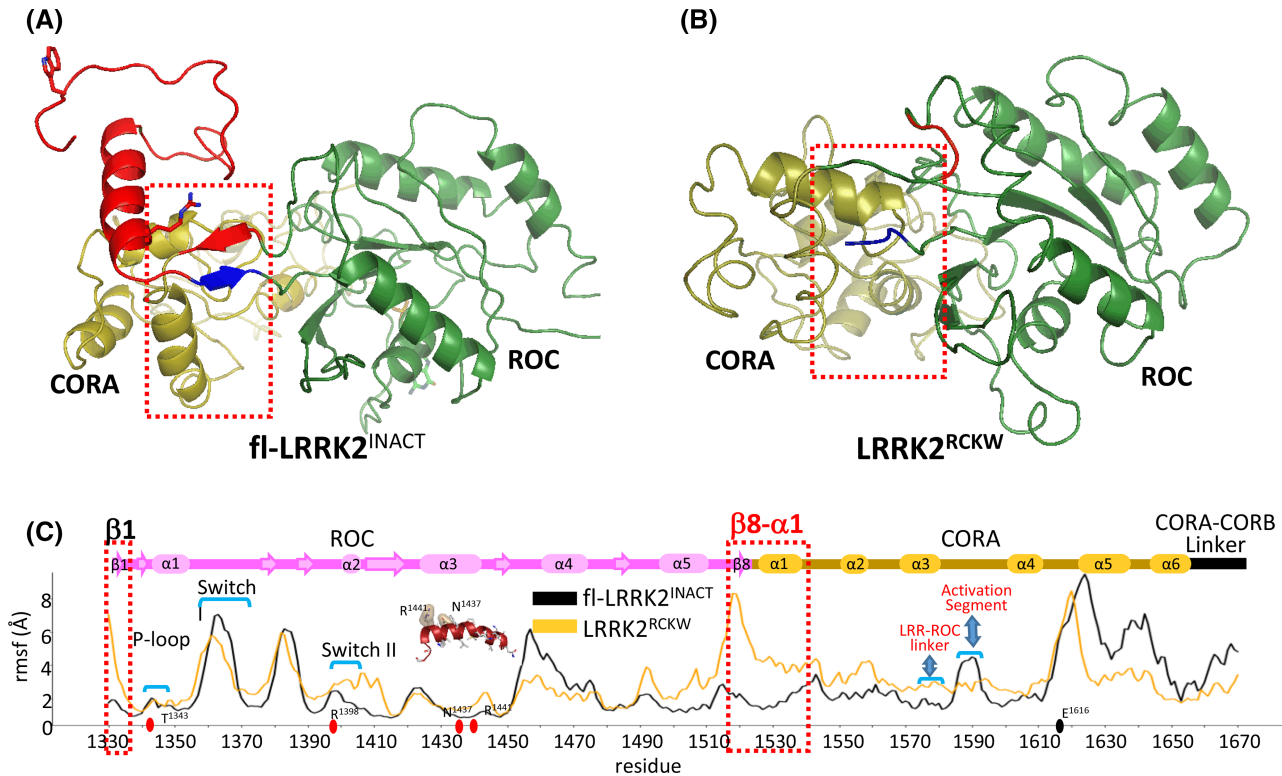 (A)
(B)
CORA
ROC
fl-LRRK2INACT
CORA
ROC
LRRK2RCKW
(C)
β1
β8-α1
ROC
CORA
CORA-CORB
Linker
β1
α1
α2
α3
α4
α5
β8
α1
α2
α3
α4
α5
α6
Switch
I
P-loop
Switch II
R1441
N1437
fl-LRRK2INACT
LRRK2RCKW
Activation
Segment
LRR-ROC
linker
rmsf (Å)
8
6
4
2
0
T1343
R1398
N1437
R1441
E1616
1330 1350 1370 1390 1410 1430 1450 1470 1490 1510 1530 1550 1570 1590 1610 1630 1650 1670
residue